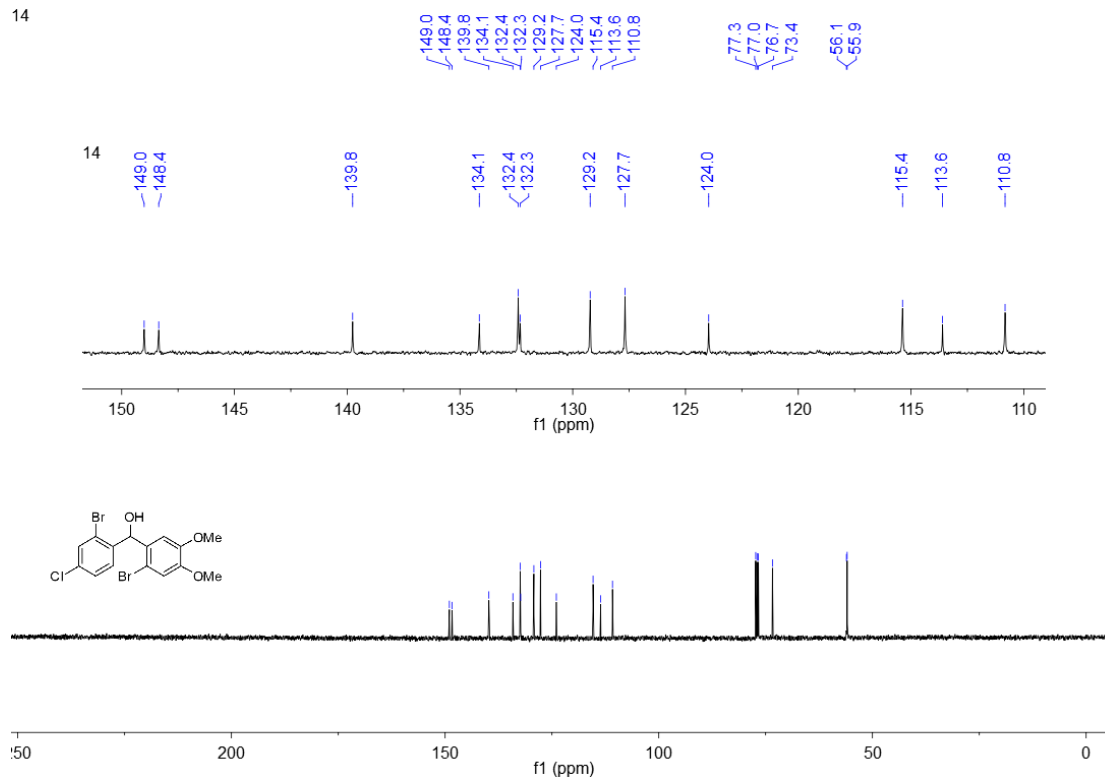 14
149.0 148.4 139.8 134.1 132.4 132.3 129.2 127.7 124.0 115.4 113.6 110.8 77.3 77.0 76.7 73.4 56.1 55.9
14
149.0 148.4 139.8 134.1 132.4 132.3 129.2 127.7 124.0 115.4 113.6 110.8
150 145 140 135 130 125 120 115 110
f1 (ppm)
Br OH
OMe
Cl Br OMe
:50 200 150 100 50 0
f1 (ppm)